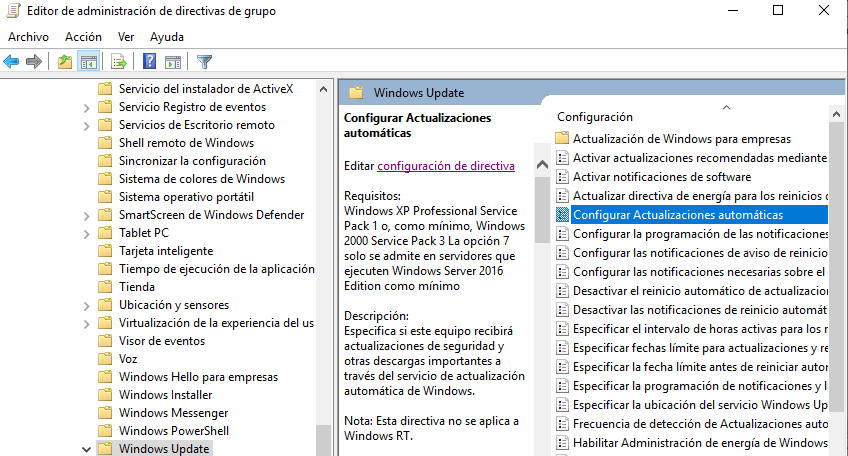 Editor de administración de directivas de grupo
Archivo Acción Ver Ayuda
Servicio del instalador de ActiveX
Servicio Registro de eventos
Servicios de Escritorio remoto
Shell remoto de Windows
Sincronizar la configuración
Sistema de colores de Windows
Sistema operativo portátil
SmartScreen de Windows Defender
Tablet PC
Tarjeta inteligente
Tiempo de ejecución de la aplicación
Tienda
Ubicación y sensores
Virtualización de la experiencia del us
Visor de eventos
Voz
Windows Hello para empresas
Windows Installer
Windows Messenger
Windows PowerShell
Windows Update
Windows Update
Configurar Actualizaciones
automáticas
Editar configuración de directiva
Requisitos:
Windows XP Professional Service
Pack 1 o, como mínimo, Windows
2000 Service Pack 3 La opción 7
solo se admite en servidores que
ejecuten Windows Server 2016
Edition como mínimo
Descripción:
Especifica si este equipo recibirá
actualizaciones de seguridad y
otras descargas importantes a
través del servicio de actualización
automática de Windows.
Nota: Esta directiva no se aplica a
Windows RT.
Configuración
Actualización de Windows para empresas
Activar actualizaciones recomendadas mediante
Activar notificaciones de software
Actualizar directiva de energía para los reinicios d
Configurar Actualizaciones automáticas
Configurar la programación de las notificaciones
Configurar las notificaciones de aviso de reinicio
Configurar las notificaciones necesarias sobre el
Desactivar el reinicio automático de actualizacion
Desactivar las notificaciones de reinicio automát
Especificar el intervalo de horas activas para los r
Especificar fechas límite para actualizaciones y re
Especificar la fecha límite antes de reiniciar autom
Especificar la programación de notificaciones y l
Especificar la ubicación del servicio Windows Up
Frecuencia de detección de Actualizaciones auto
Habilitar Administración de energía de Windows